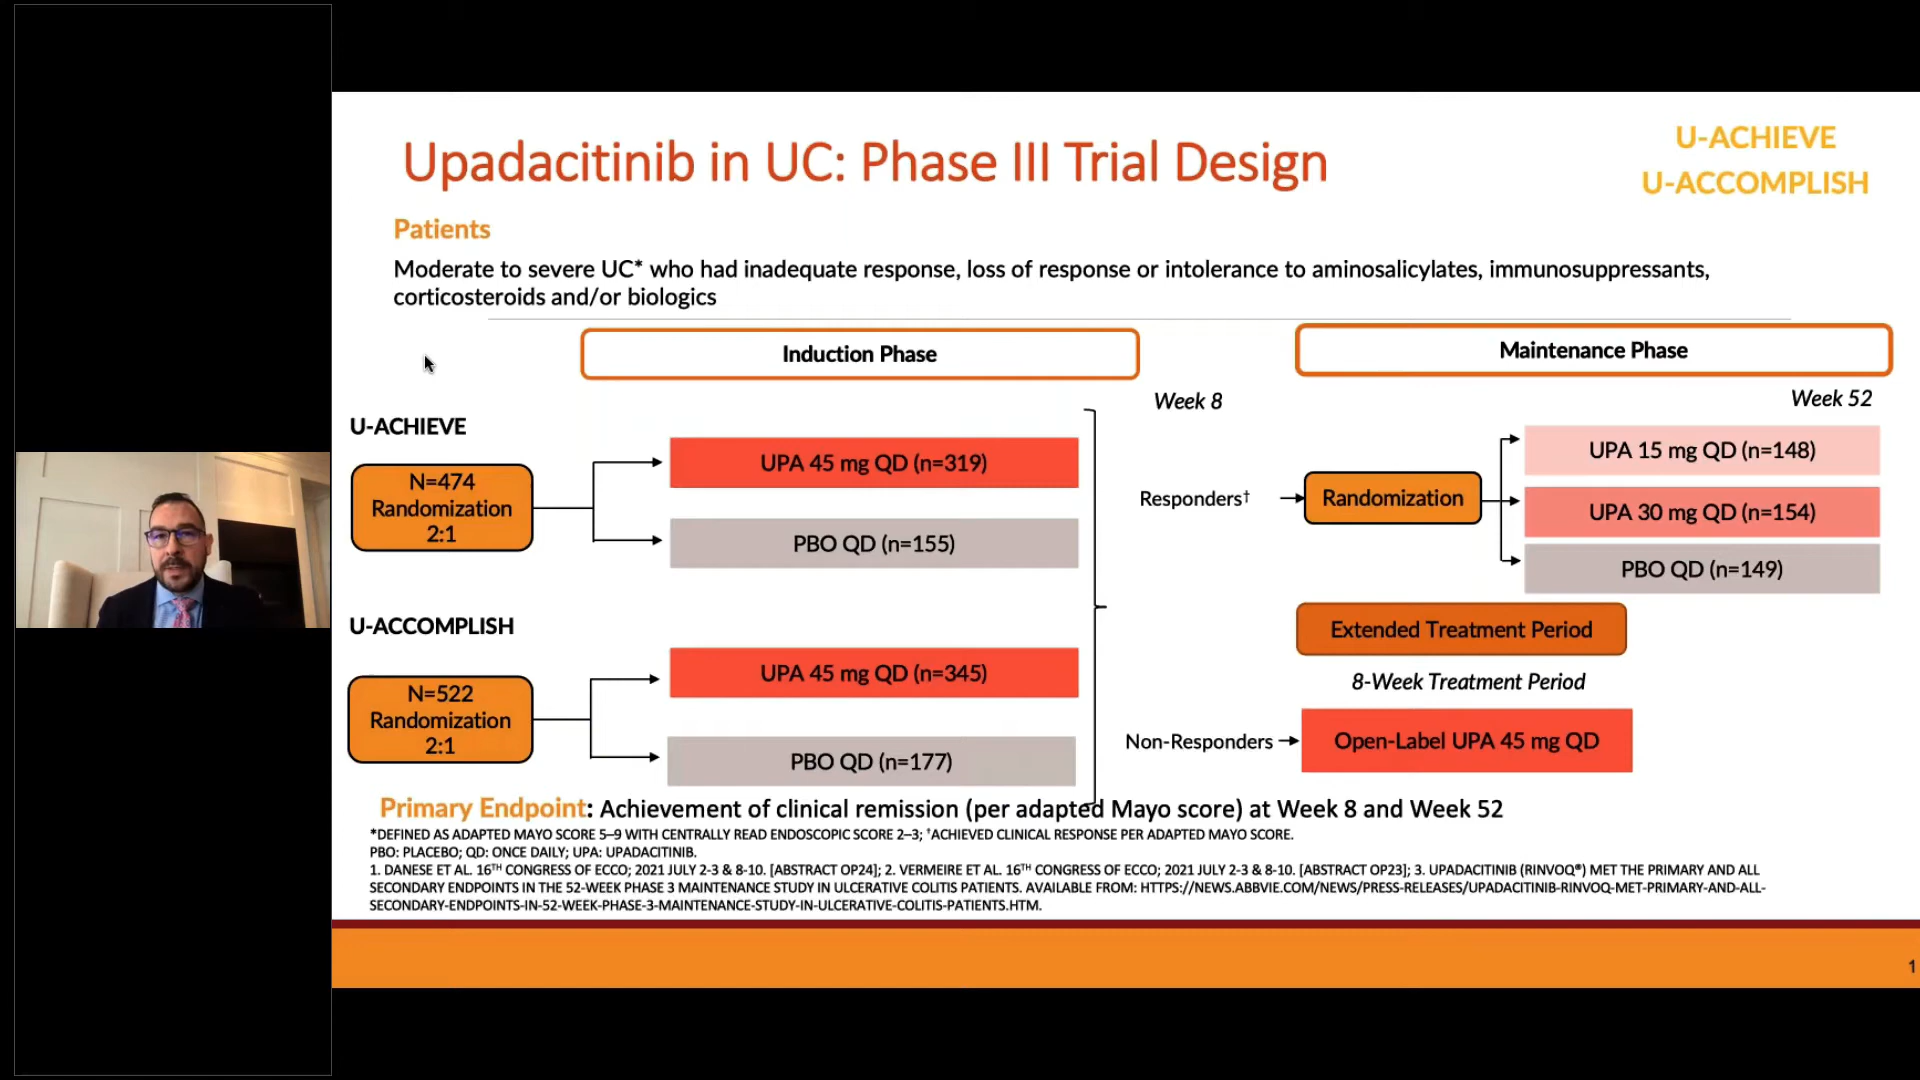 Upadacitinib in UC: Phase III Trial Design
U-ACHIEVE
U-ACCOMPLISH
Patients
Moderate to severe UC* who had inadequate response, loss of response or intolerance to aminosalicylates, immunosuppressants,
corticosteroids and/or biologics
Induction Phase
Maintenance Phase
Week 8
Week 52
U-ACHIEVE
N=474
Randomization
2:1
UPA 45 mg QD (n=319)
PBO QD (n=155)
U-ACCOMPLISH
N=522
Randomization
2:1
UPA 45 mg QD (n=345)
PBO QD (n=177)
Responders†
Randomization
UPA 15 mg QD (n=148)
UPA 30 mg QD (n=154)
PBO QD (n=149)
Extended Treatment Period
8-Week Treatment Period
Non-Responders
Open-Label UPA 45 mg QD
Primary Endpoint: Achievement of clinical remission (per adapted Mayo score) at Week 8 and Week 52
*DEFINED AS ADAPTED MAYO SCORE 5–9 WITH CENTRALLY READ ENDOSCOPIC SCORE 2–3; †ACHIEVED CLINICAL RESPONSE PER ADAPTED MAYO SCORE.
PBO: PLACEBO; QD: ONCE DAILY; UPA: UPADACITINIB.
1. DANESE ET AL. 16TH CONGRESS OF ECCO; 2021 JULY 2-3 & 8-10. [ABSTRACT OP24]; 2. VERMEIRE ET AL. 16TH CONGRESS OF ECCO; 2021 JULY 2-3 & 8-10. [ABSTRACT OP23]; 3. UPADACITINIB (RINVOQ®) MET THE PRIMARY AND ALL
SECONDARY ENDPOINTS IN THE 52-WEEK PHASE 3 MAINTENANCE STUDY IN ULCERATIVE COLITIS PATIENTS. AVAILABLE FROM: HTTPS://NEWS.ABBVIE.COM/NEWS/PRESS-RELEASES/UPADACITINIB-RINVOQ-MET-PRIMARY-AND-ALL-
SECONDARY-ENDPOINTS-IN-52-WEEK-PHASE-3-MAINTENANCE-STUDY-IN-ULCERATIVE-COLITIS-PATIENTS.HTM.
1